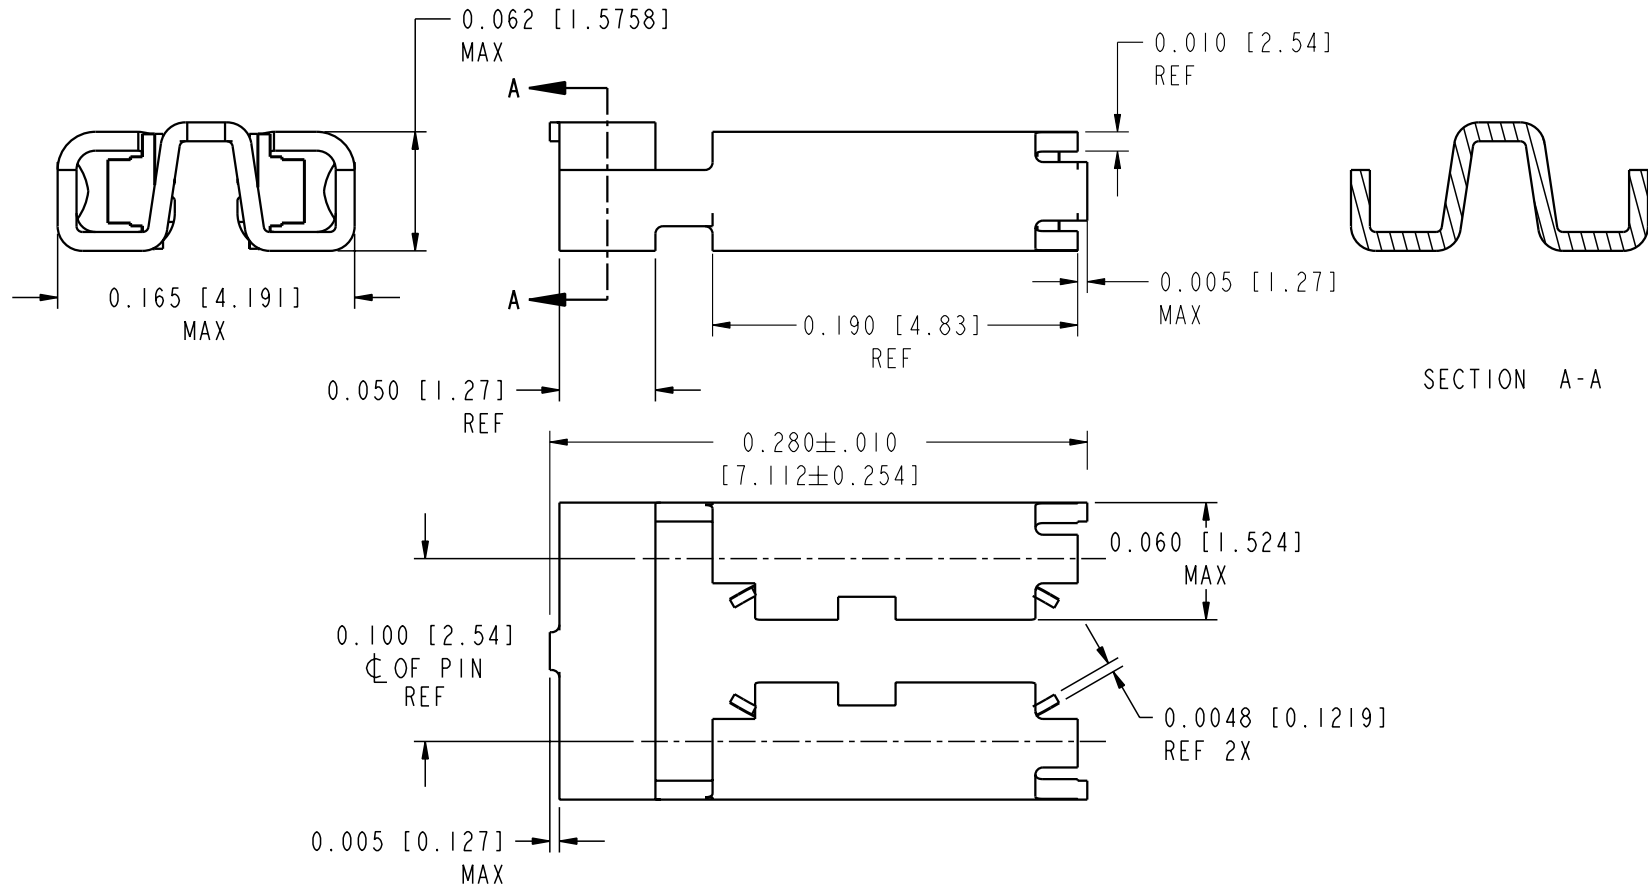 0.062 [1.5758]
MAX
0.010 [2.54]
REF
A
A
0.165 [4.191]
MAX
0.005 [1.27]
MAX
0.190 [4.83]
REF
SECTION A-A
0.050 [1.27]
REF
0.280±.010
[7.112±0.254]
0.060 [1.524]
MAX
0.100 [2.54]
℄ OF PIN
REF
0.0048 [0.1219]
REF 2X
0.005 [0.127]
MAX